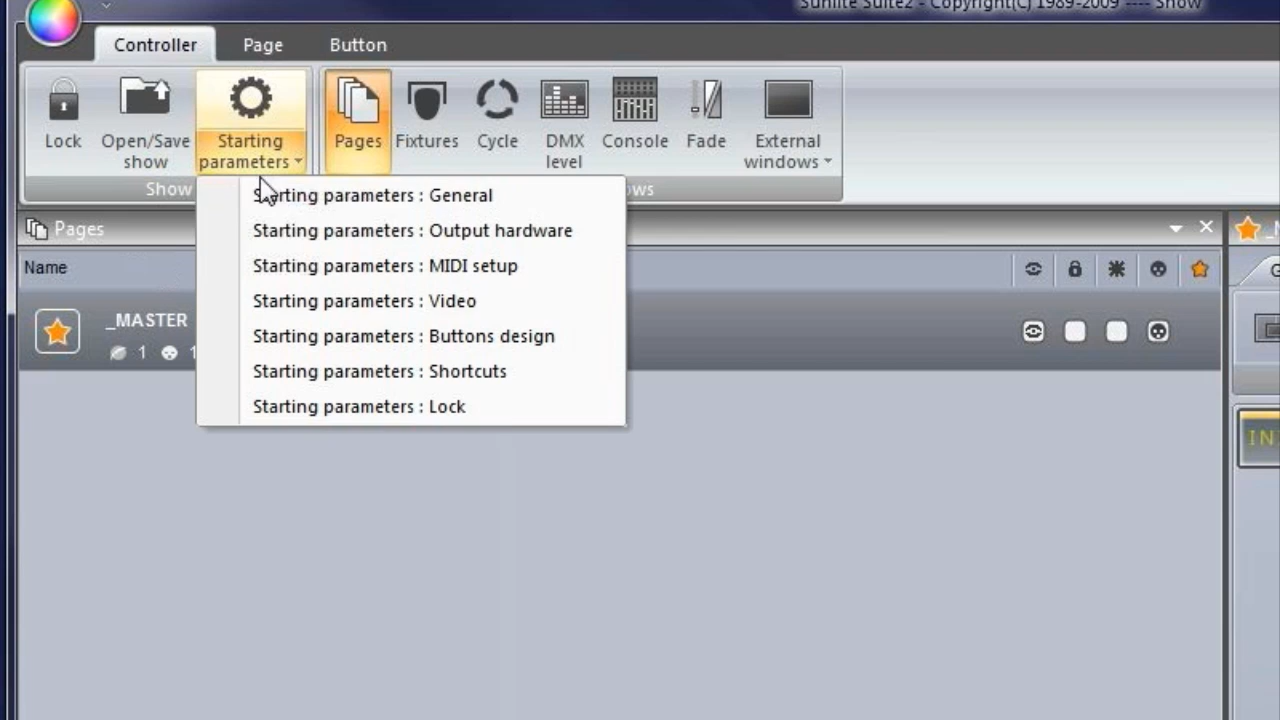 Sunlite Suite2 - Copyright(C) 1989-2009 ---- Show
Controller Page Button
Lock Open/Save show Starting parameters Pages Fixtures Cycle DMX level Console Fade External windows
Show
Starting parameters : General
Starting parameters : Output hardware
Starting parameters : MIDI setup
Starting parameters : Video
Starting parameters : Buttons design
Starting parameters : Shortcuts
Starting parameters : Lock
Pages
Name
_MASTER
1 1